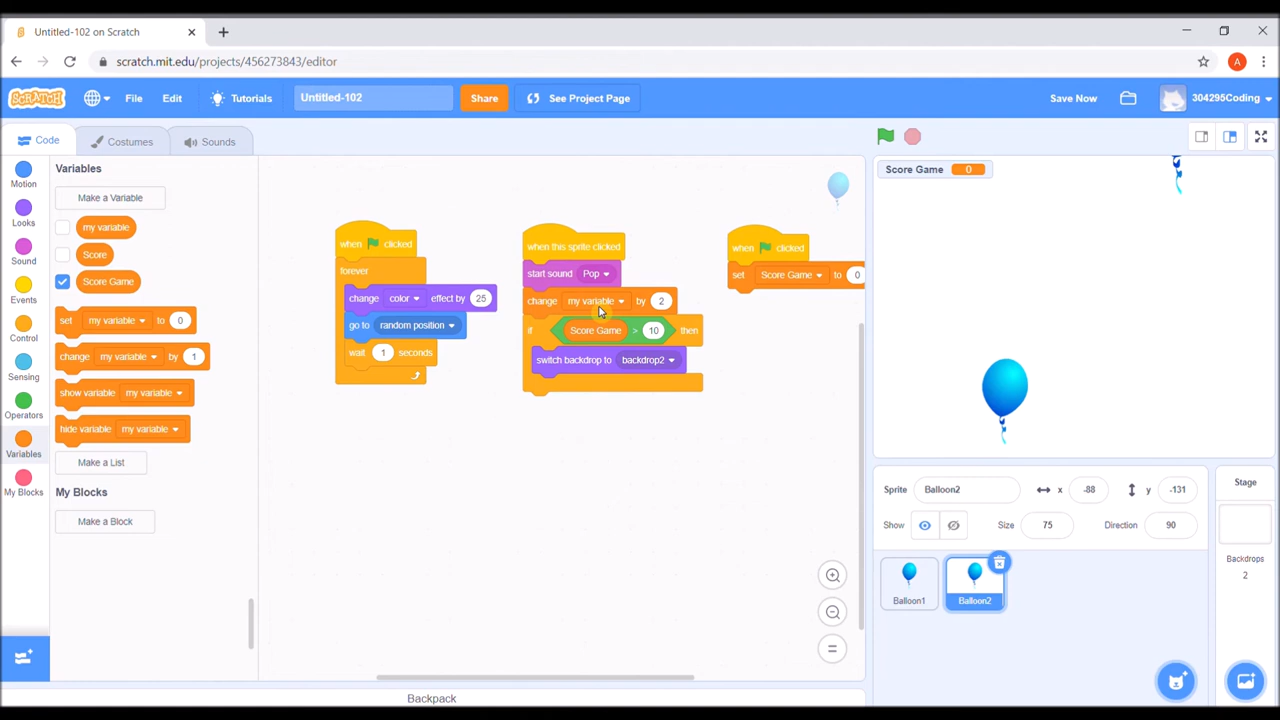 Untitled-102 on Scratch
scratch.mit.edu/projects/456273843/editor
A
SCRATCH
File
Edit
Tutorials
Untitled-102
Share
See Project Page
Save Now
304295Coding
Code
Costumes
Sounds
Motion
Looks
Sound
Events
Control
Sensing
Operators
Variables
My Blocks
Variables
Make a Variable
my variable
Score
Score Game
set my variable to 0
change my variable by 1
show variable my variable
hide variable my variable
Make a List
My Blocks
Make a Block
when clicked
forever
change color effect by 25
go to random position
wait 1 seconds
when this sprite clicked
start sound Pop
change my variable by 2
if Score Game > 10 then
switch backdrop to backdrop2
when clicked
set Score Game to 0
Backpack
Score Game 0
Sprite Balloon2 x -88 y -131
Show Size 75 Direction 90
Balloon1
Balloon2
Stage
Backdrops
2